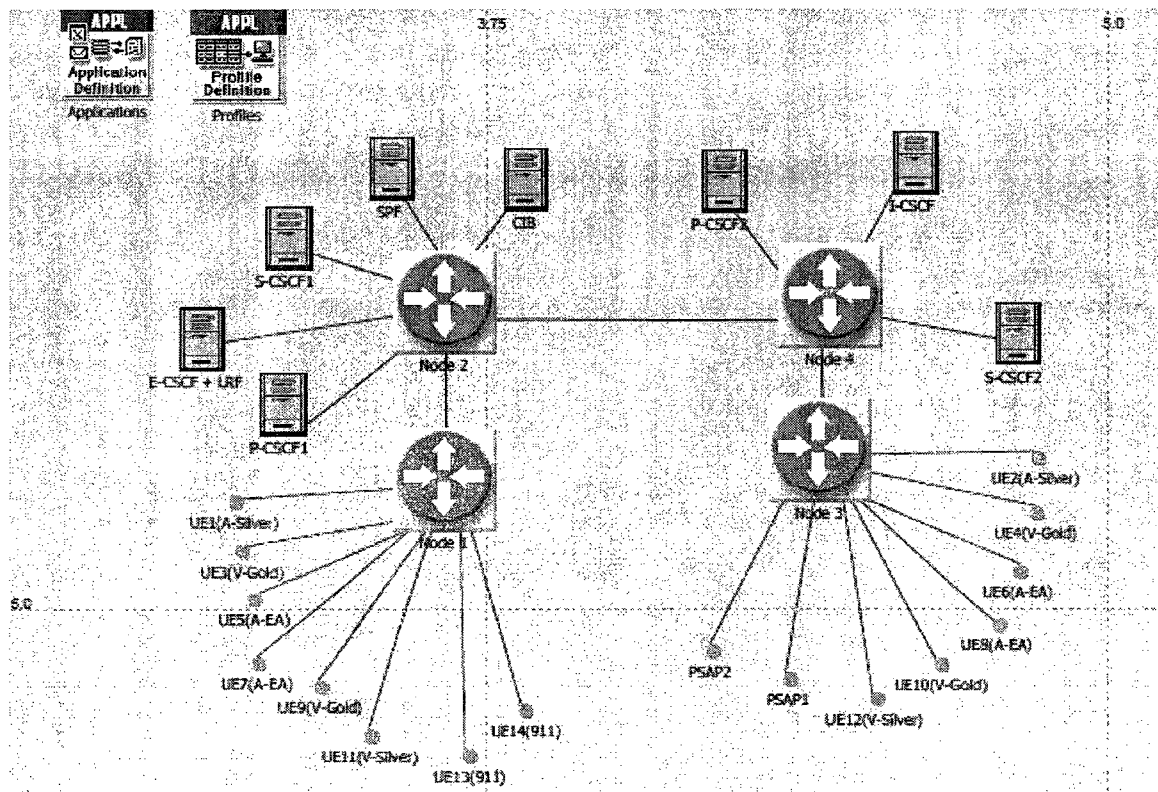 APPL
Application
Definition
Applications
APPL
Profile
Definition
Profiles
3.75
5.0
SPF
CIB
P-CSCF2
I-CSCF
S-CSCF1
E-CSCF + LRF
P-CSCF1
Node 2
Node 4
S-CSCF2
Node 1
Node 3
UE1(A-Silver)
UE3(V-Gold)
UE5(A-EA)
UE7(A-EA)
UE9(V-Gold)
UE11(V-Silver)
UE13(911)
UE14(911)
UE2(A-Silver)
UE4(V-Gold)
UE6(A-EA)
UE8(A-EA)
UE10(V-Gold)
UE12(V-Silver)
PSAP1
PSAP2
5.0